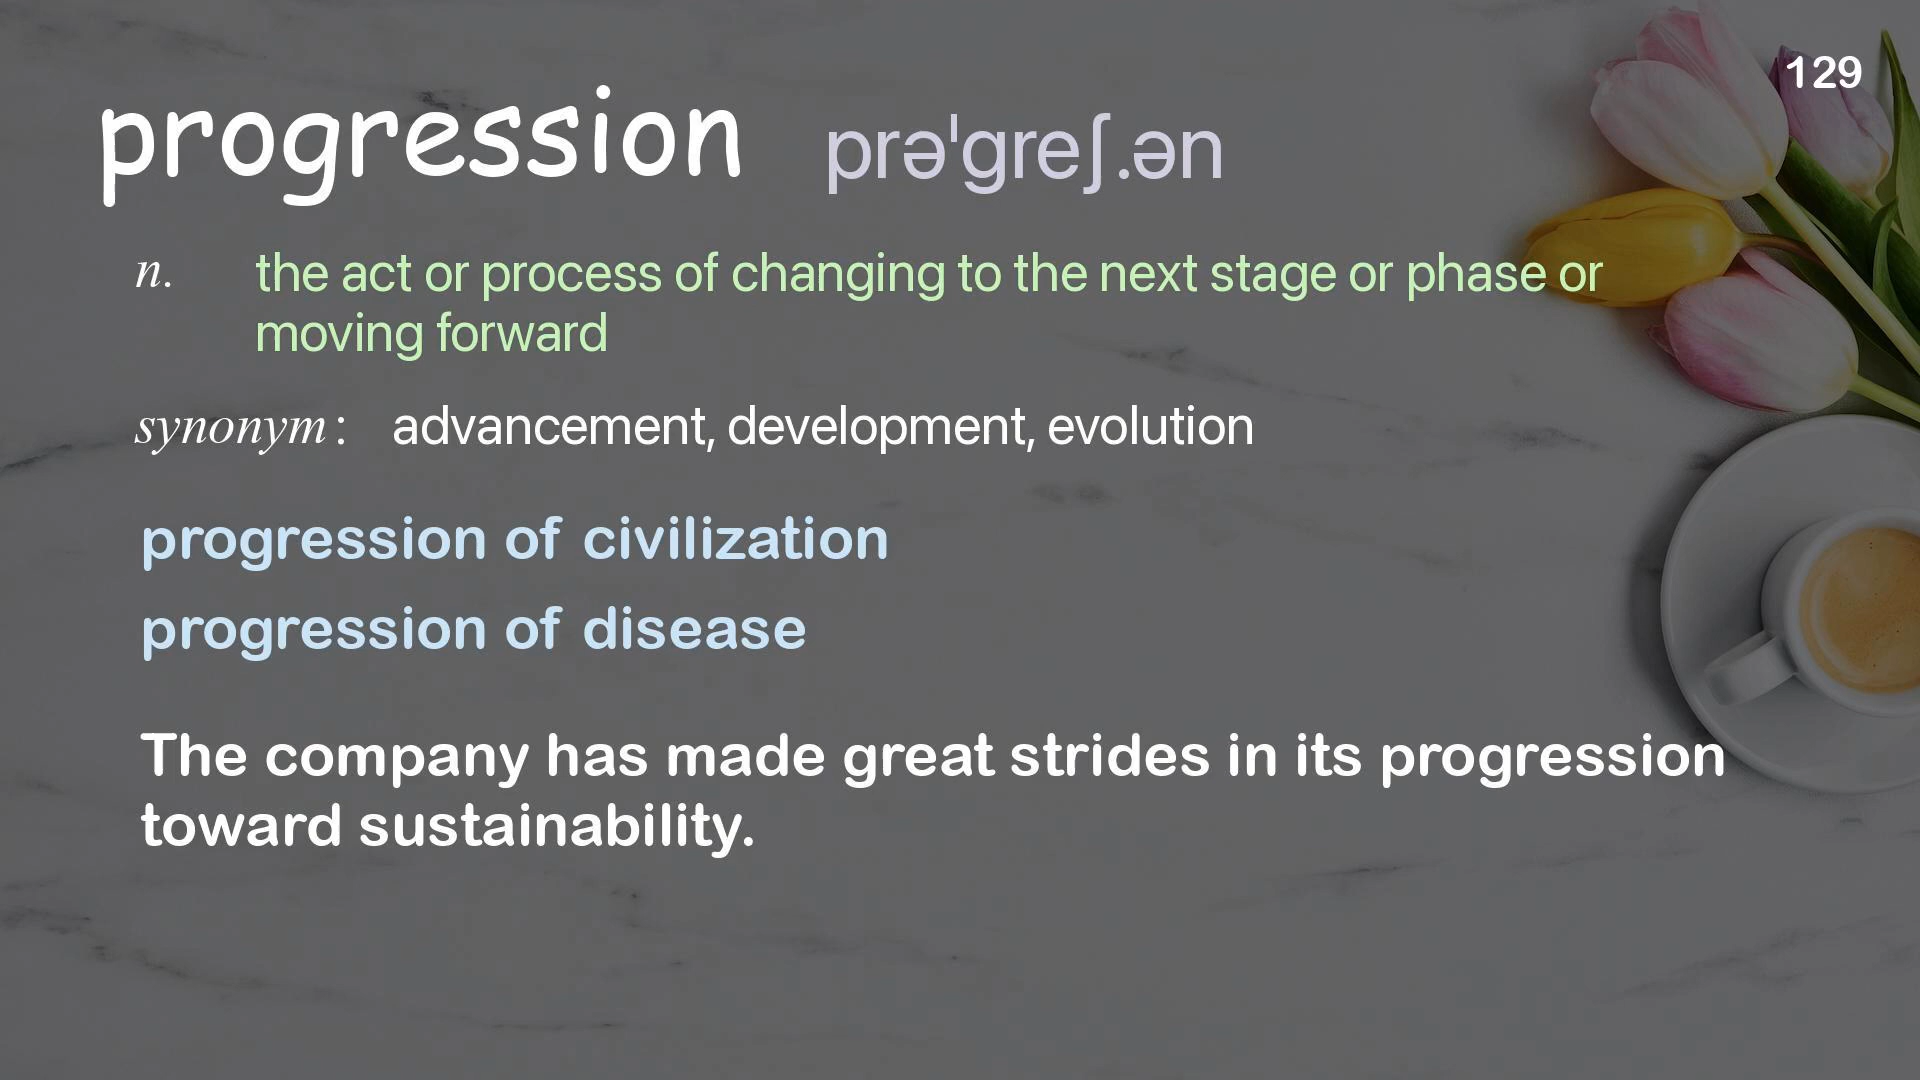 129
progression prəˈɡreʃ.ən
n. the act or process of changing to the next stage or phase or
moving forward
synonym: advancement, development, evolution
progression of civilization
progression of disease
The company has made great strides in its progression
toward sustainability.